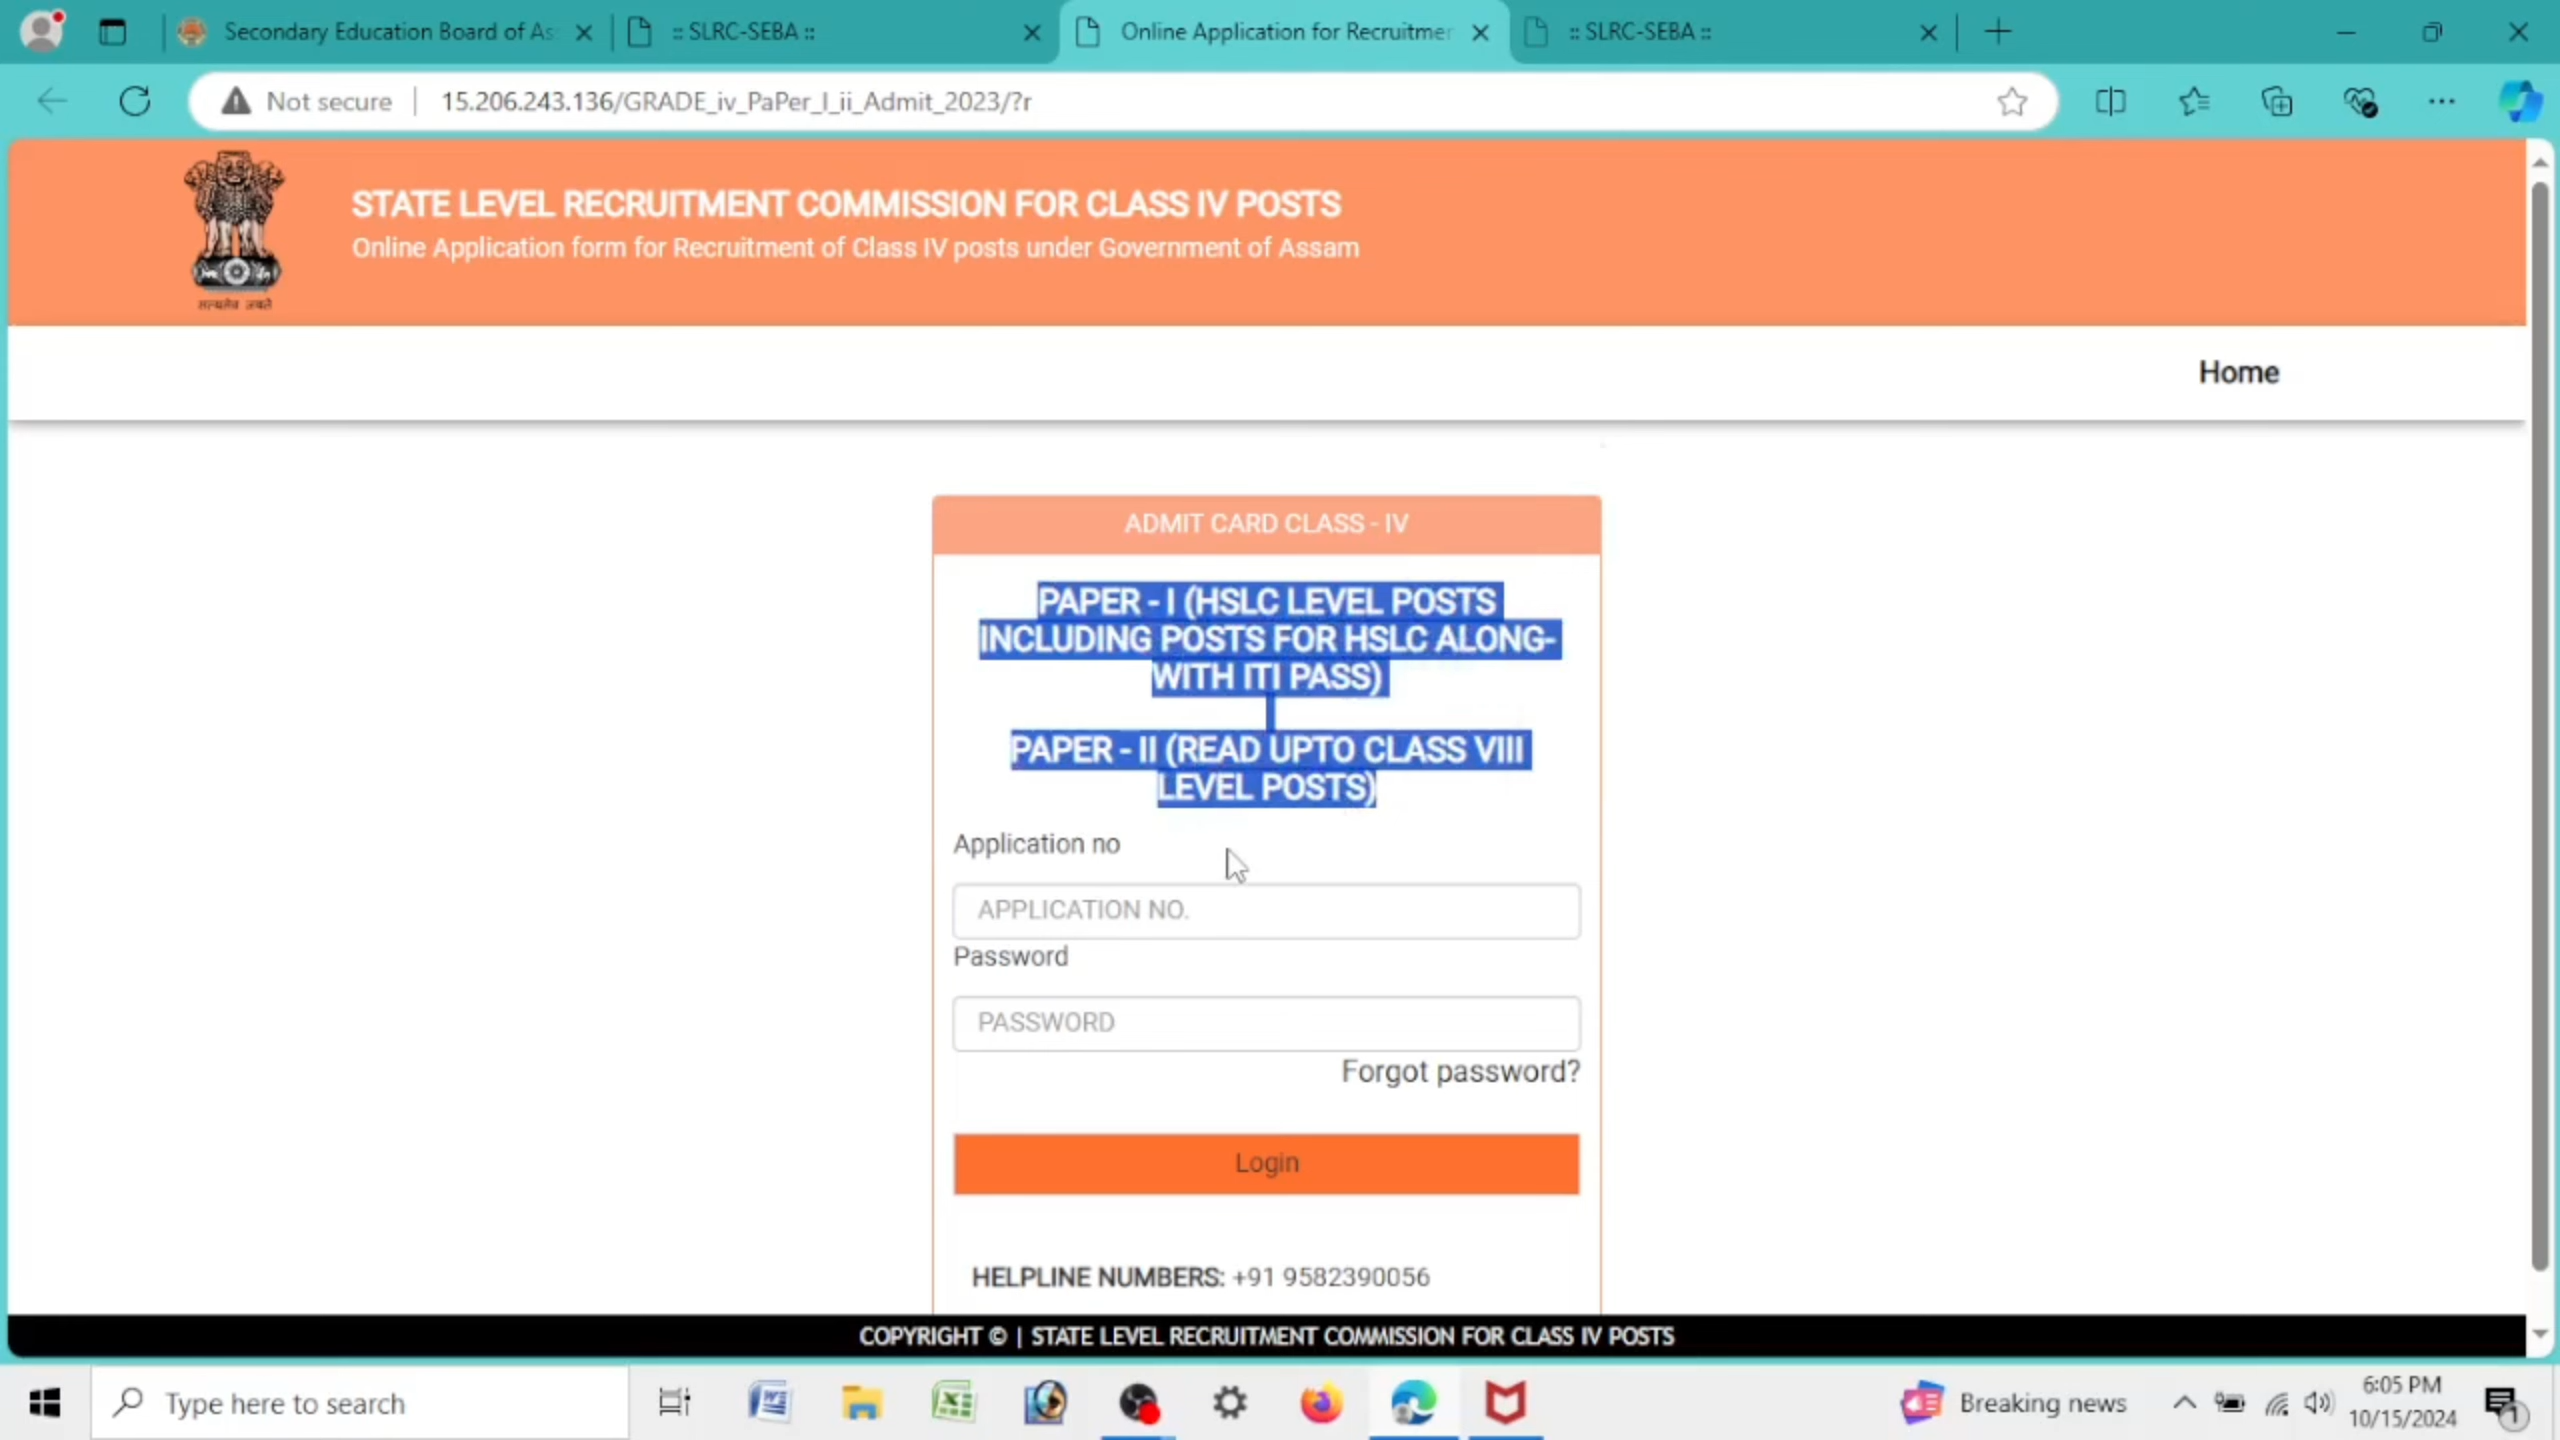 Secondary Education Board of As
:: SLRC-SEBA ::
Online Application for Recruitmer
:: SLRC-SEBA ::
Not secure
15.206.243.136/GRADE_iv_PaPer_I_ii_Admit_2023/?r
STATE LEVEL RECRUITMENT COMMISSION FOR CLASS IV POSTS
Online Application form for Recruitment of Class IV posts under Government of Assam
सत्यमेव जयते
Home
ADMIT CARD CLASS - IV
PAPER - I (HSLC LEVEL POSTS
INCLUDING POSTS FOR HSLC ALONG-
WITH ITI PASS)
PAPER - II (READ UPTO CLASS VIII
LEVEL POSTS)
Application no
APPLICATION NO.
Password
PASSWORD
Forgot password?
Login
HELPLINE NUMBERS: +91 9582390056
COPYRIGHT © | STATE LEVEL RECRUITMENT COMMISSION FOR CLASS IV POSTS
Type here to search
Breaking news
6:05 PM
10/15/2024
1